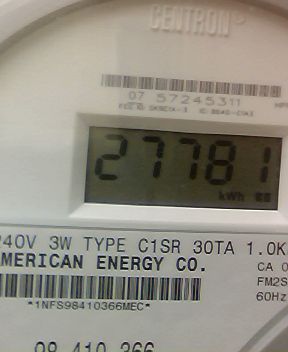 CENTRON
07 57245311
27781
kWh
240V 3W TYPE C1SR 30TA 1.0K
AMERICAN ENERGY CO.
CA 0
FM2S
60Hz
*1NFS98410366MEC*
98 410 366